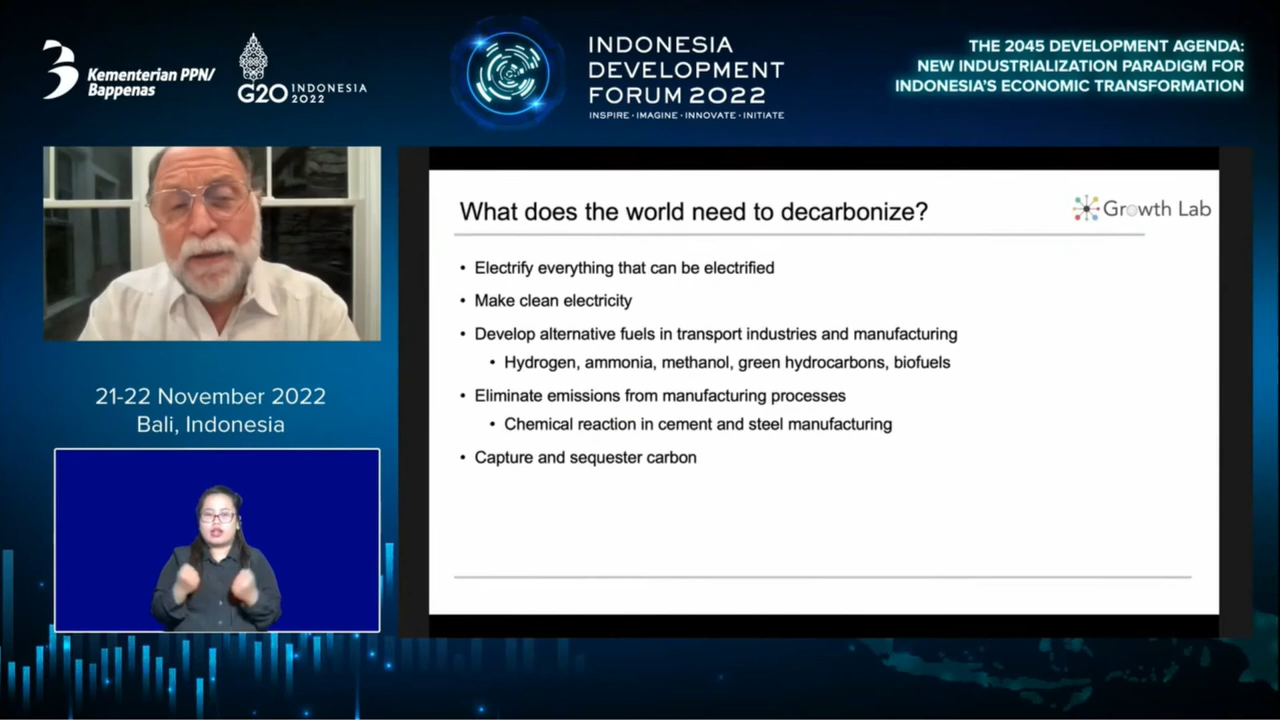 Kementerian PPN/
Bappenas
G20 INDONESIA
2022
INDONESIA
DEVELOPMENT
FORUM 2022
INSPIRE · IMAGINE · INNOVATE · INITIATE
THE 2045 DEVELOPMENT AGENDA:
NEW INDUSTRIALIZATION PARADIGM FOR
INDONESIA'S ECONOMIC TRANSFORMATION
What does the world need to decarbonize?
Growth Lab
• Electrify everything that can be electrified
• Make clean electricity
• Develop alternative fuels in transport industries and manufacturing
• Hydrogen, ammonia, methanol, green hydrocarbons, biofuels
• Eliminate emissions from manufacturing processes
• Chemical reaction in cement and steel manufacturing
• Capture and sequester carbon
21-22 November 2022
Bali, Indonesia